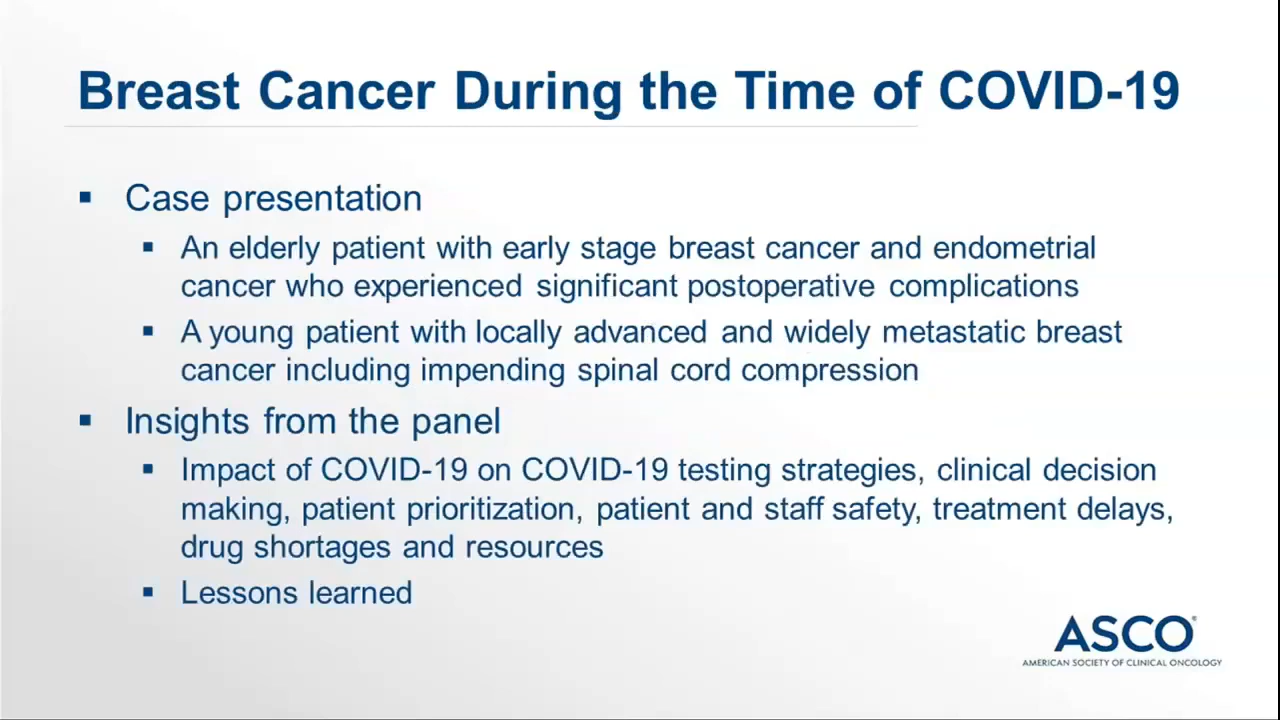 Breast Cancer During the Time of COVID-19
▪ Case presentation
▪ An elderly patient with early stage breast cancer and endometrial
cancer who experienced significant postoperative complications
▪ A young patient with locally advanced and widely metastatic breast
cancer including impending spinal cord compression
▪ Insights from the panel
▪ Impact of COVID-19 on COVID-19 testing strategies, clinical decision
making, patient prioritization, patient and staff safety, treatment delays,
drug shortages and resources
▪ Lessons learned
ASCO®
AMERICAN SOCIETY OF CLINICAL ONCOLOGY